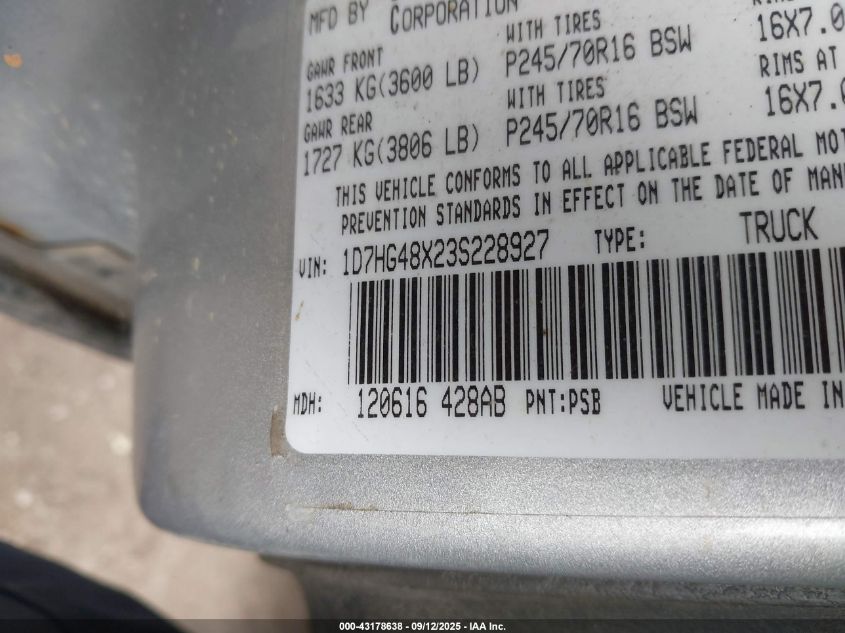 MFD BY CORPORATION
GAWR FRONT WITH TIRES RIMS
1633 KG(3600 LB) P245/70R16 BSW 16X7.0
GAWR REAR WITH TIRES RIMS AT
1727 KG(3806 LB) P245/70R16 BSW 16X7.0
THIS VEHICLE CONFORMS TO ALL APPLICABLE FEDERAL MOT
PREVENTION STANDARDS IN EFFECT ON THE DATE OF MAN
VIN: 1D7HG48X23S228927 TYPE: TRUCK
MDH: 120616 428AB PNT:PSB VEHICLE MADE IN
000-43178638 - 09/12/2025 - IAA Inc.